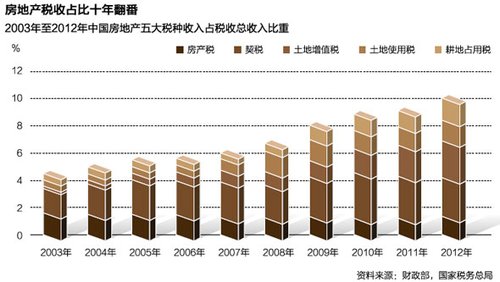 房地产税收占比十年翻番
2003年至2012年中国房地产五大税种收入占税收总收入比重
%
房产税 契税 土地增值税 土地使用税 耕地占用税
12
10
8
6
4
2
0
2003年 2004年 2005年 2006年 2007年 2008年 2009年 2010年 2011年 2012年
资料来源：财政部，国家税务总局